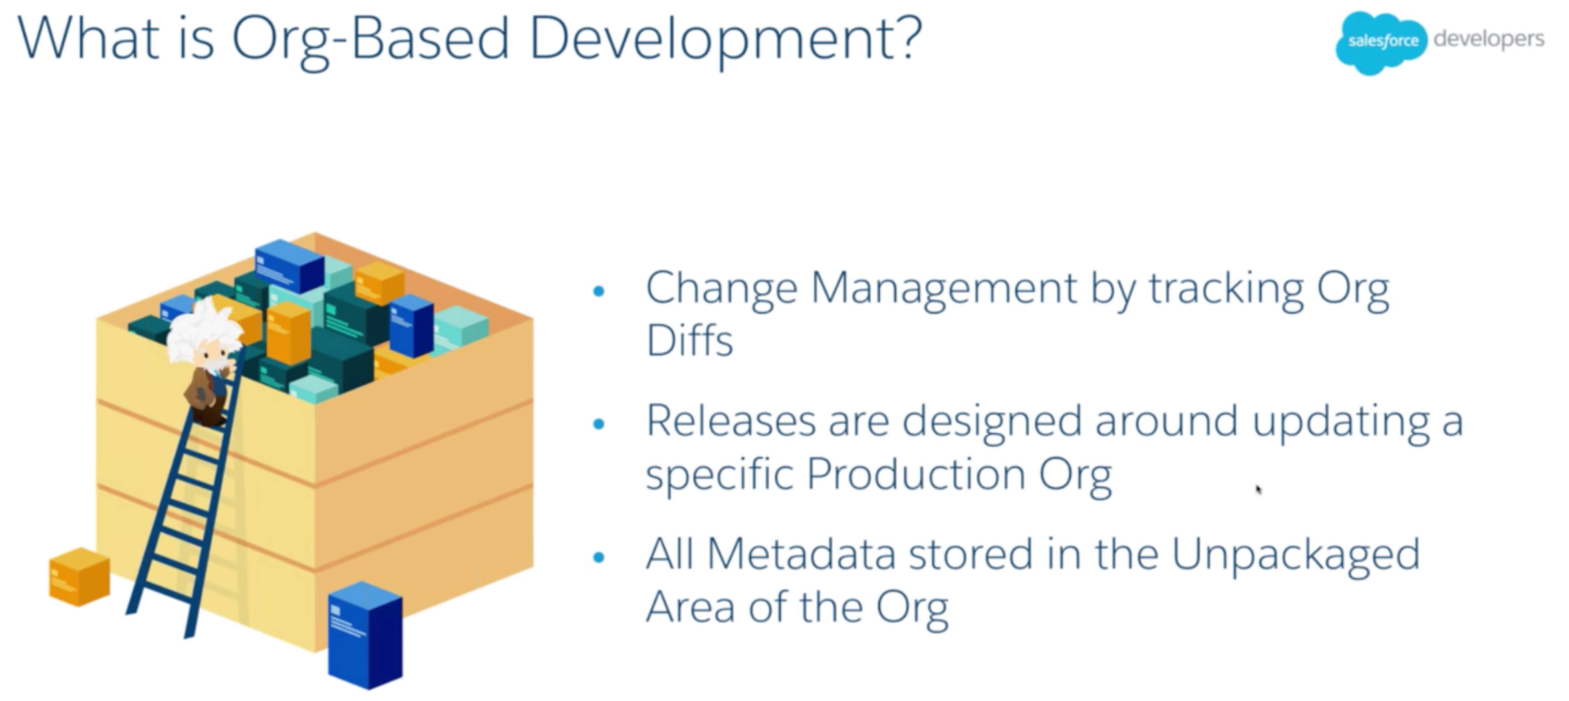 What is Org-Based Development?
salesforce developers
• Change Management by tracking Org
Diffs
• Releases are designed around updating a
specific Production Org
• All Metadata stored in the Unpackaged
Area of the Org